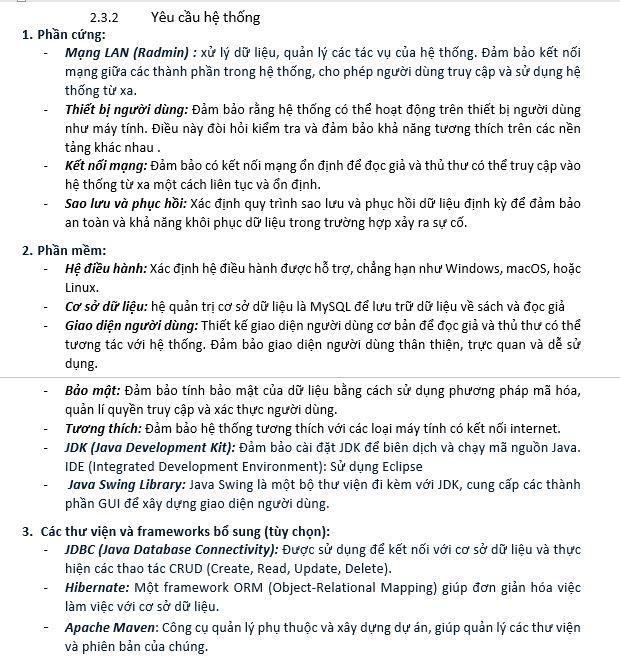 2.3.2 Yêu cầu hệ thống
1. Phần cứng:
- Mạng LAN (Radmin) : xử lý dữ liệu, quản lý các tác vụ của hệ thống. Đảm bảo kết nối
mạng giữa các thành phần trong hệ thống, cho phép người dùng truy cập và sử dụng hệ
thống từ xa.
- Thiết bị người dùng: Đảm bảo rằng hệ thống có thể hoạt động trên thiết bị người dùng
như máy tính. Điều này đòi hỏi kiểm tra và đảm bảo khả năng tương thích trên các nền
tảng khác nhau .
- Kết nối mạng: Đảm bảo có kết nối mạng ổn định để đọc giả và thủ thư có thể truy cập vào
hệ thống từ xa một cách liên tục và ổn định.
- Sao lưu và phục hồi: Xác định quy trình sao lưu và phục hồi dữ liệu định kỳ để đảm bảo
an toàn và khả năng khôi phục dữ liệu trong trường hợp xảy ra sự cố.
2. Phần mềm:
- Hệ điều hành: Xác định hệ điều hành được hỗ trợ, chẳng hạn như Windows, macOS, hoặc
Linux.
- Cơ sở dữ liệu: hệ quản trị cơ sở dữ liệu là MySQL để lưu trữ dữ liệu về sách và đọc giả
- Giao diện người dùng: Thiết kế giao diện người dùng cơ bản để đọc giả và thủ thư có thể
tương tác với hệ thống. Đảm bảo giao diện người dùng thân thiện, trực quan và dễ sử
dụng.
- Bảo mật: Đảm bảo tính bảo mật của dữ liệu bằng cách sử dụng phương pháp mã hóa,
quản lí quyền truy cập và xác thực người dùng.
- Tương thích: Đảm bảo hệ thống tương thích với các loại máy tính có kết nối internet.
- JDK (Java Development Kit): Đảm bảo cài đặt JDK để biên dịch và chạy mã nguồn Java.
IDE (Integrated Development Environment): Sử dụng Eclipse
- Java Swing Library: Java Swing là một bộ thư viện đi kèm với JDK, cung cấp các thành
phần GUI để xây dựng giao diện người dùng.
3. Các thư viện và frameworks bổ sung (tùy chọn):
- JDBC (Java Database Connectivity): Được sử dụng để kết nối với cơ sở dữ liệu và thực
hiện các thao tác CRUD (Create, Read, Update, Delete).
- Hibernate: Một framework ORM (Object-Relational Mapping) giúp đơn giản hóa việc
làm việc với cơ sở dữ liệu.
- Apache Maven: Công cụ quản lý phụ thuộc và xây dựng dự án, giúp quản lý các thư viện
và phiên bản của chúng.